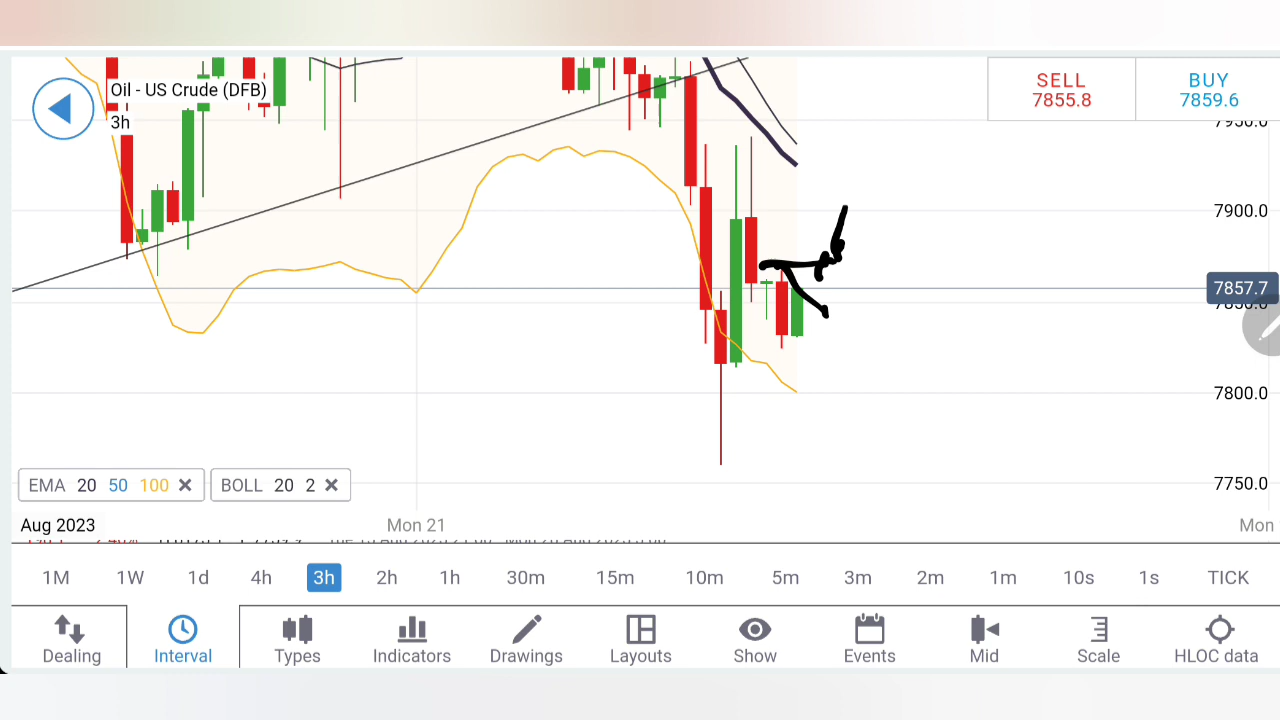 Oil - US Crude (DFB)
3h
SELL
7855.8
BUY
7859.6
7950.0
7900.0
7857.7
7850.0
7800.0
7750.0
EMA 20 50 100 ×
BOLL 20 2 ×
Aug 2023 Mon 21 Mon
1M 1W 1d 4h 3h 2h 1h 30m 15m 10m 5m 3m 2m 1m 10s 1s TICK
Dealing Interval Types Indicators Drawings Layouts Show Events Mid Scale HLOC data